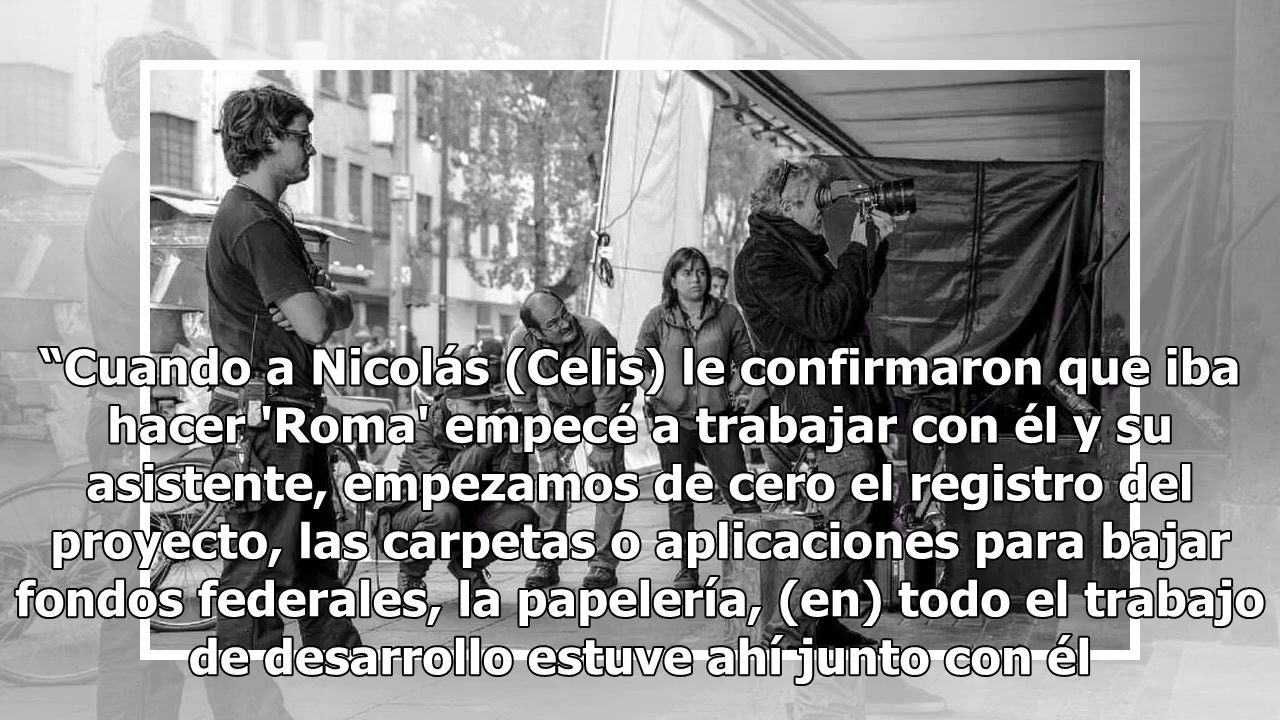 “Cuando a Nicolás (Celis) le confirmaron que iba
hacer 'Roma' empecé a trabajar con él y su
asistente, empezamos de cero el registro del
proyecto, las carpetas o aplicaciones para bajar
fondos federales, la papelería, (en) todo el trabajo
de desarrollo estuve ahí junto con él